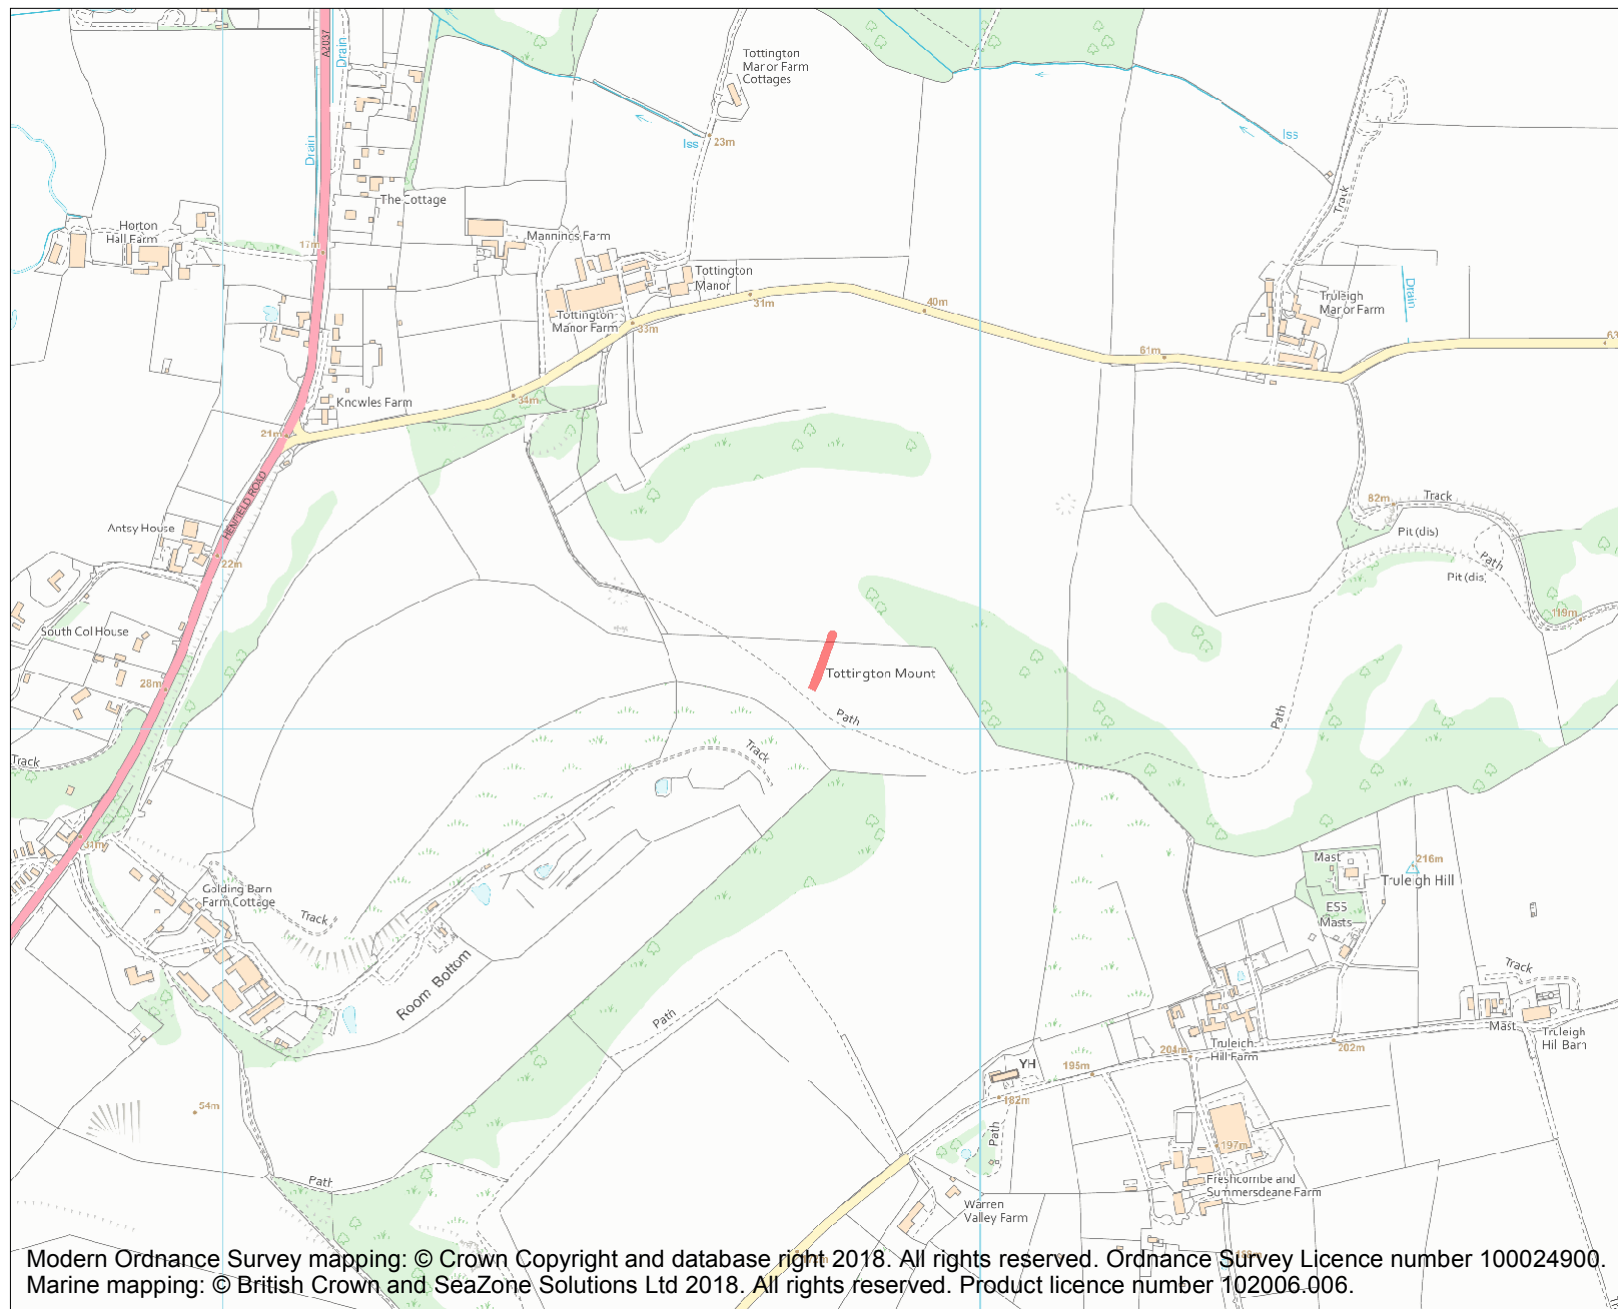 A2037
Drain
Tottington
Manor Farm
Cottages
Iss
23m
Iss
Drain
Track
The Cottage
Horton
Hall Farm
17m
Mannings Farm
Tottington
Manor
31m
40m
Drain
Truleigh
Manor Farm
Tottington
Manor Farm
33m
61m
63
34m
Knowles Farm
21m
HENFIELD ROAD
82m
Track
Antsy House
Pit (dis)
Path
22m
Pit (dis)
119m
South Col House
Tottington Mount
28m
Path
Path
Track
Track
31m
Mast
216m
Truleigh Hill
Golding Barn
Farm Cottage
ESS
Masts
Track
Room Bottom
Track
Path
Mast
Truleigh
Hill Barn
Truleigh
Hill Farm
201m
202m
YH
195m
182m
54m
Path
197m
Path
Freshcombe and
Summersdeane Farm
Warren
Valley Farm
Modern Ordnance Survey mapping: © Crown Copyright and database right 2018. All rights reserved. Ordnance Survey Licence number 100024900.
Marine mapping: © British Crown and SeaZone Solutions Ltd 2018. All rights reserved. Product licence number 102006.006.